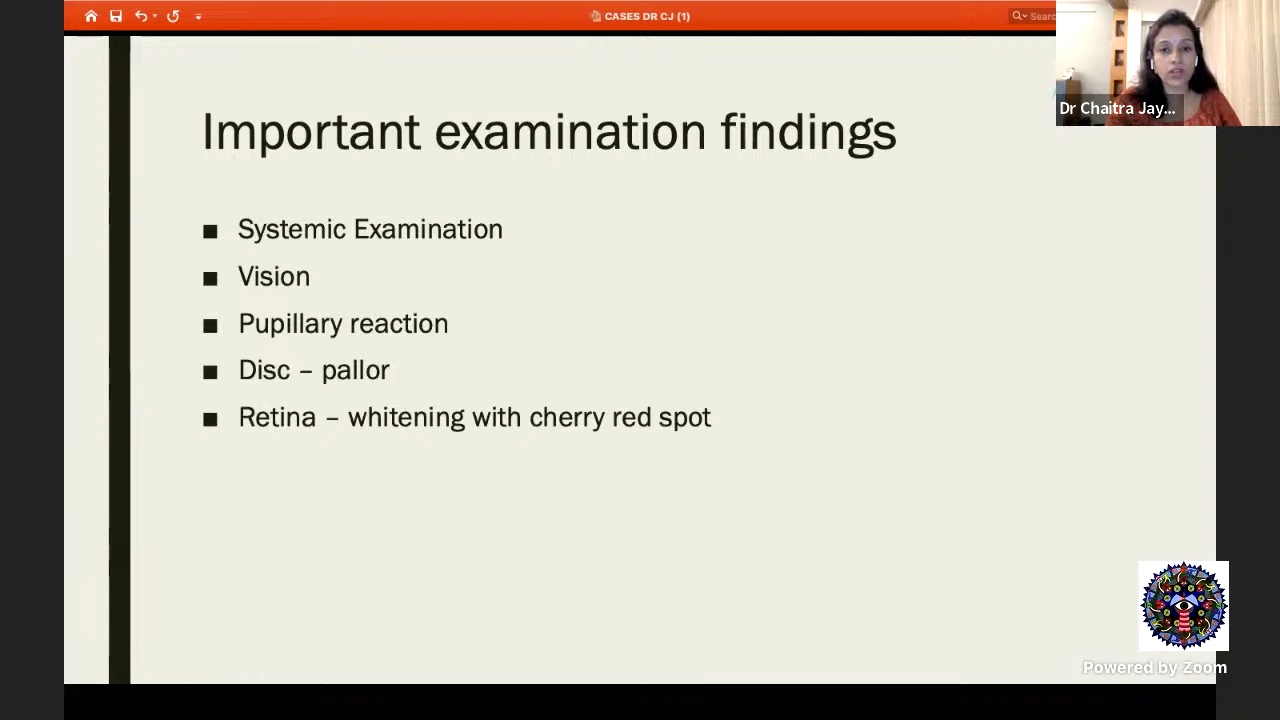 CASES DR CJ (1)
Sear
Dr Chaitra Jay...
Important examination findings
■ Systemic Examination
■ Vision
■ Pupillary reaction
■ Disc – pallor
■ Retina – whitening with cherry red spot
Powered by Zoom